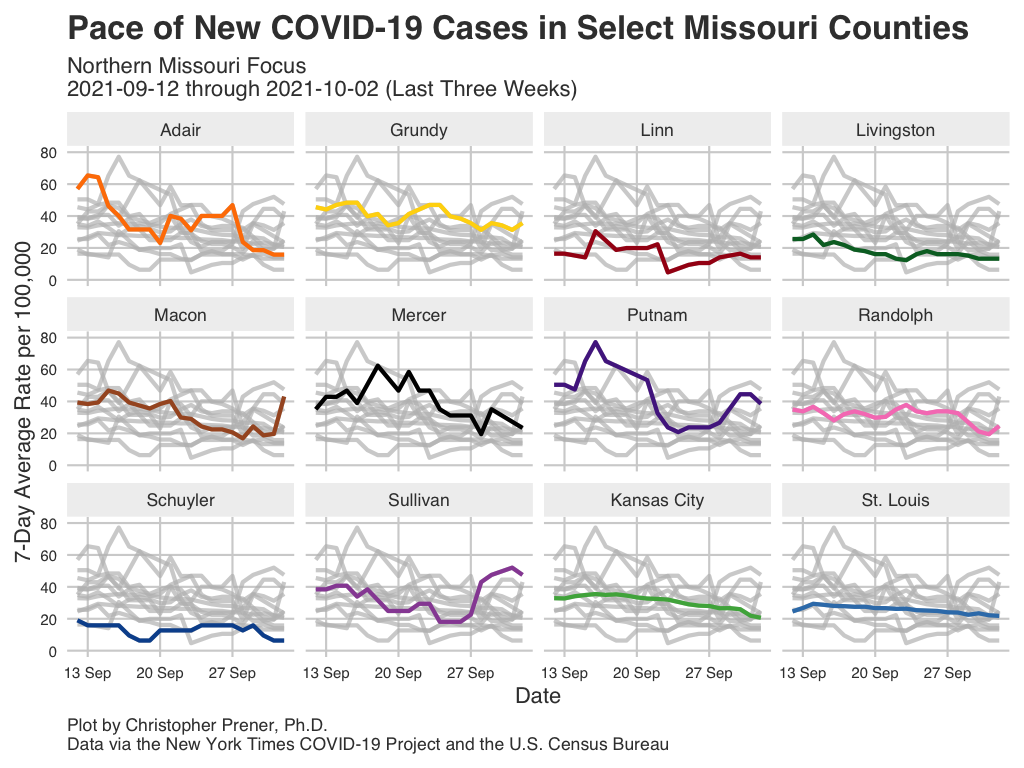 Pace of New COVID-19 Cases in Select Missouri Counties
Northern Missouri Focus
2021-09-12 through 2021-10-02 (Last Three Weeks)
7-Day Average Rate per 100,000
Adair
Grundy
Linn
Livingston
80
60
40
20
0
Macon
Mercer
Putnam
Randolph
80
60
40
20
0
Schuyler
Sullivan
Kansas City
St. Louis
80
60
40
20
0
13 Sep 20 Sep 27 Sep
13 Sep 20 Sep 27 Sep
13 Sep 20 Sep 27 Sep
13 Sep 20 Sep 27 Sep
Date
Plot by Christopher Prener, Ph.D.
Data via the New York Times COVID-19 Project and the U.S. Census Bureau